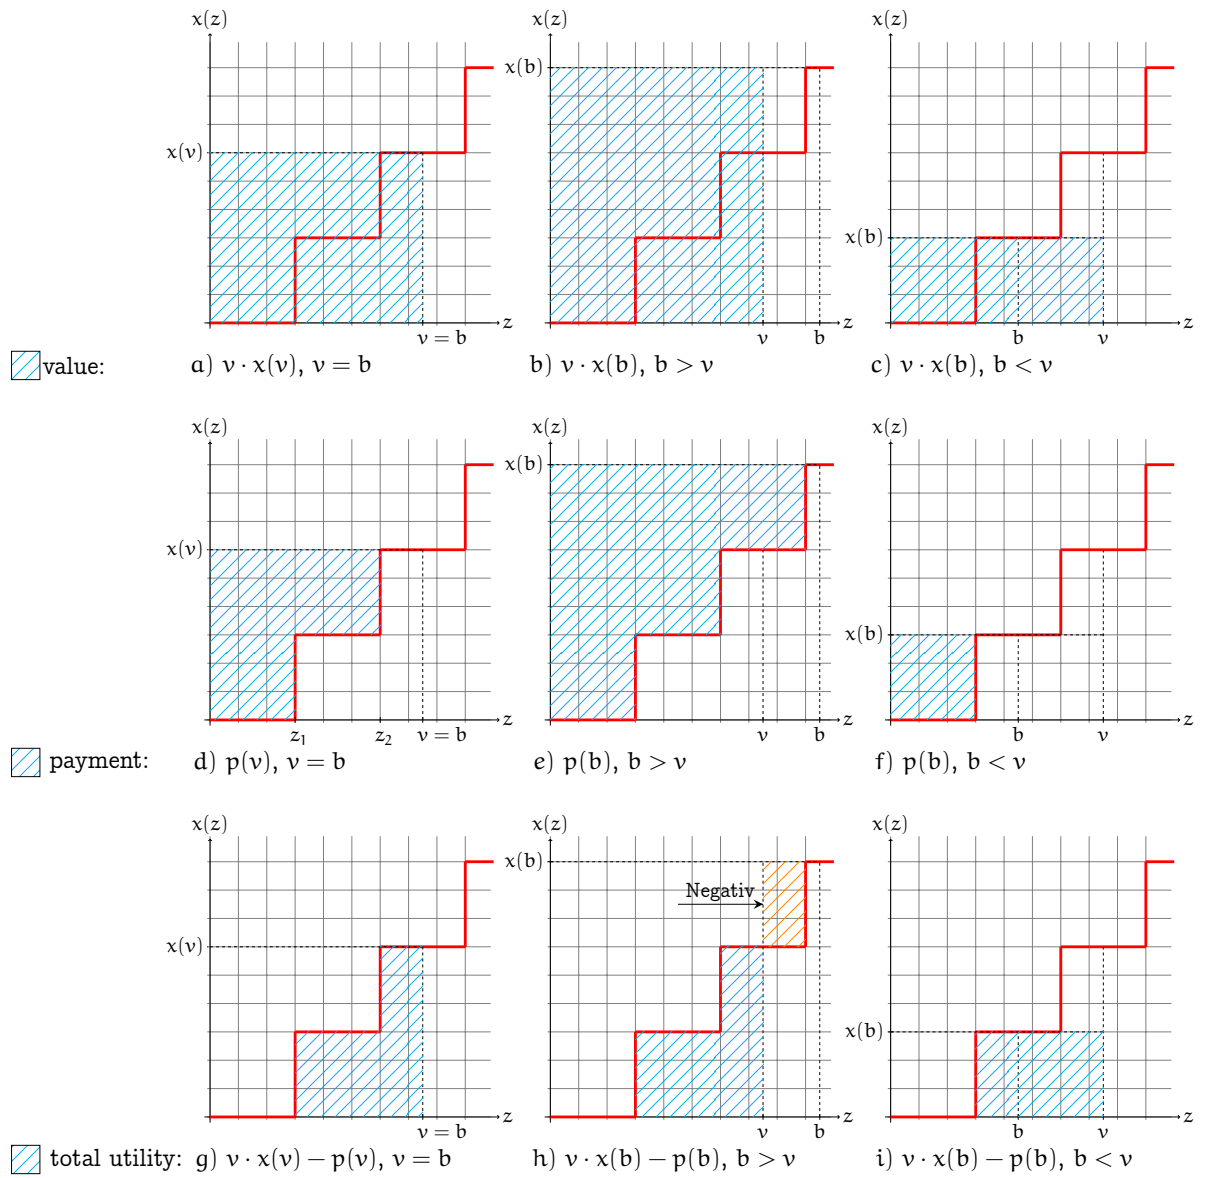 x(z) x(z) x(z)
x(b)
x(v)
x(b)
z z z
v = b v b b v
value: a) v · x(v), v = b b) v · x(b), b > v c) v · x(b), b < v
x(z) x(z) x(z)
x(b)
x(v)
x(b)
z z z
z₁ z₂ v = b v b b v
payment: d) p(v), v = b e) p(b), b > v f) p(b), b < v
x(z) x(z) x(z)
x(b)
Negativ
x(v)
x(b)
z z z
v = b v b b v
total utility: g) v · x(v) − p(v), v = b h) v · x(b) − p(b), b > v i) v · x(b) − p(b), b < v